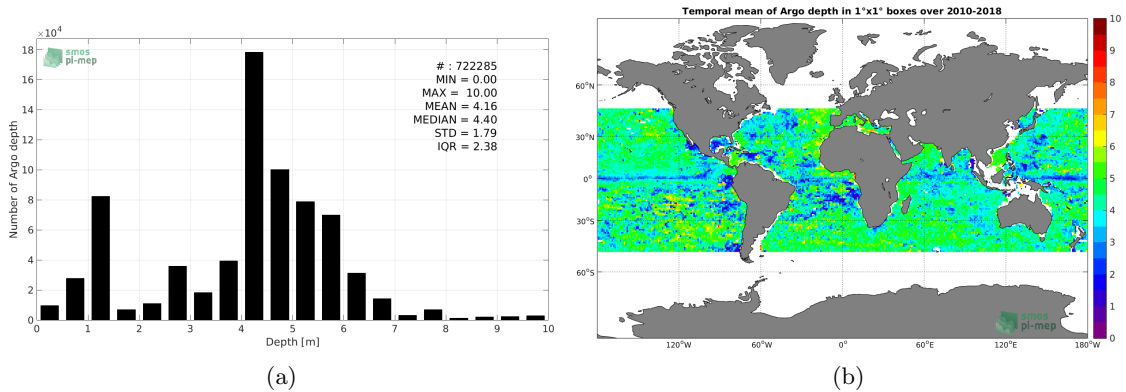 ×10⁴
smos
pi-mep
# : 722285
MIN = 0.00
MAX = 10.00
MEAN = 4.16
MEDIAN = 4.40
STD = 1.79
IQR = 2.38
18
16
14
12
10
8
6
4
2
0
Number of Argo depth
0 1 2 3 4 5 6 7 8 9 10
Depth [m]
(a)
Temporal mean of Argo depth in 1°x1° boxes over 2010-2018
60°N
30°N
0°
30°S
60°S
120°W 60°W 0° 60°E 120°E 180°W
smos
pi-mep
10
9
8
7
6
5
4
3
2
1
0
(b)